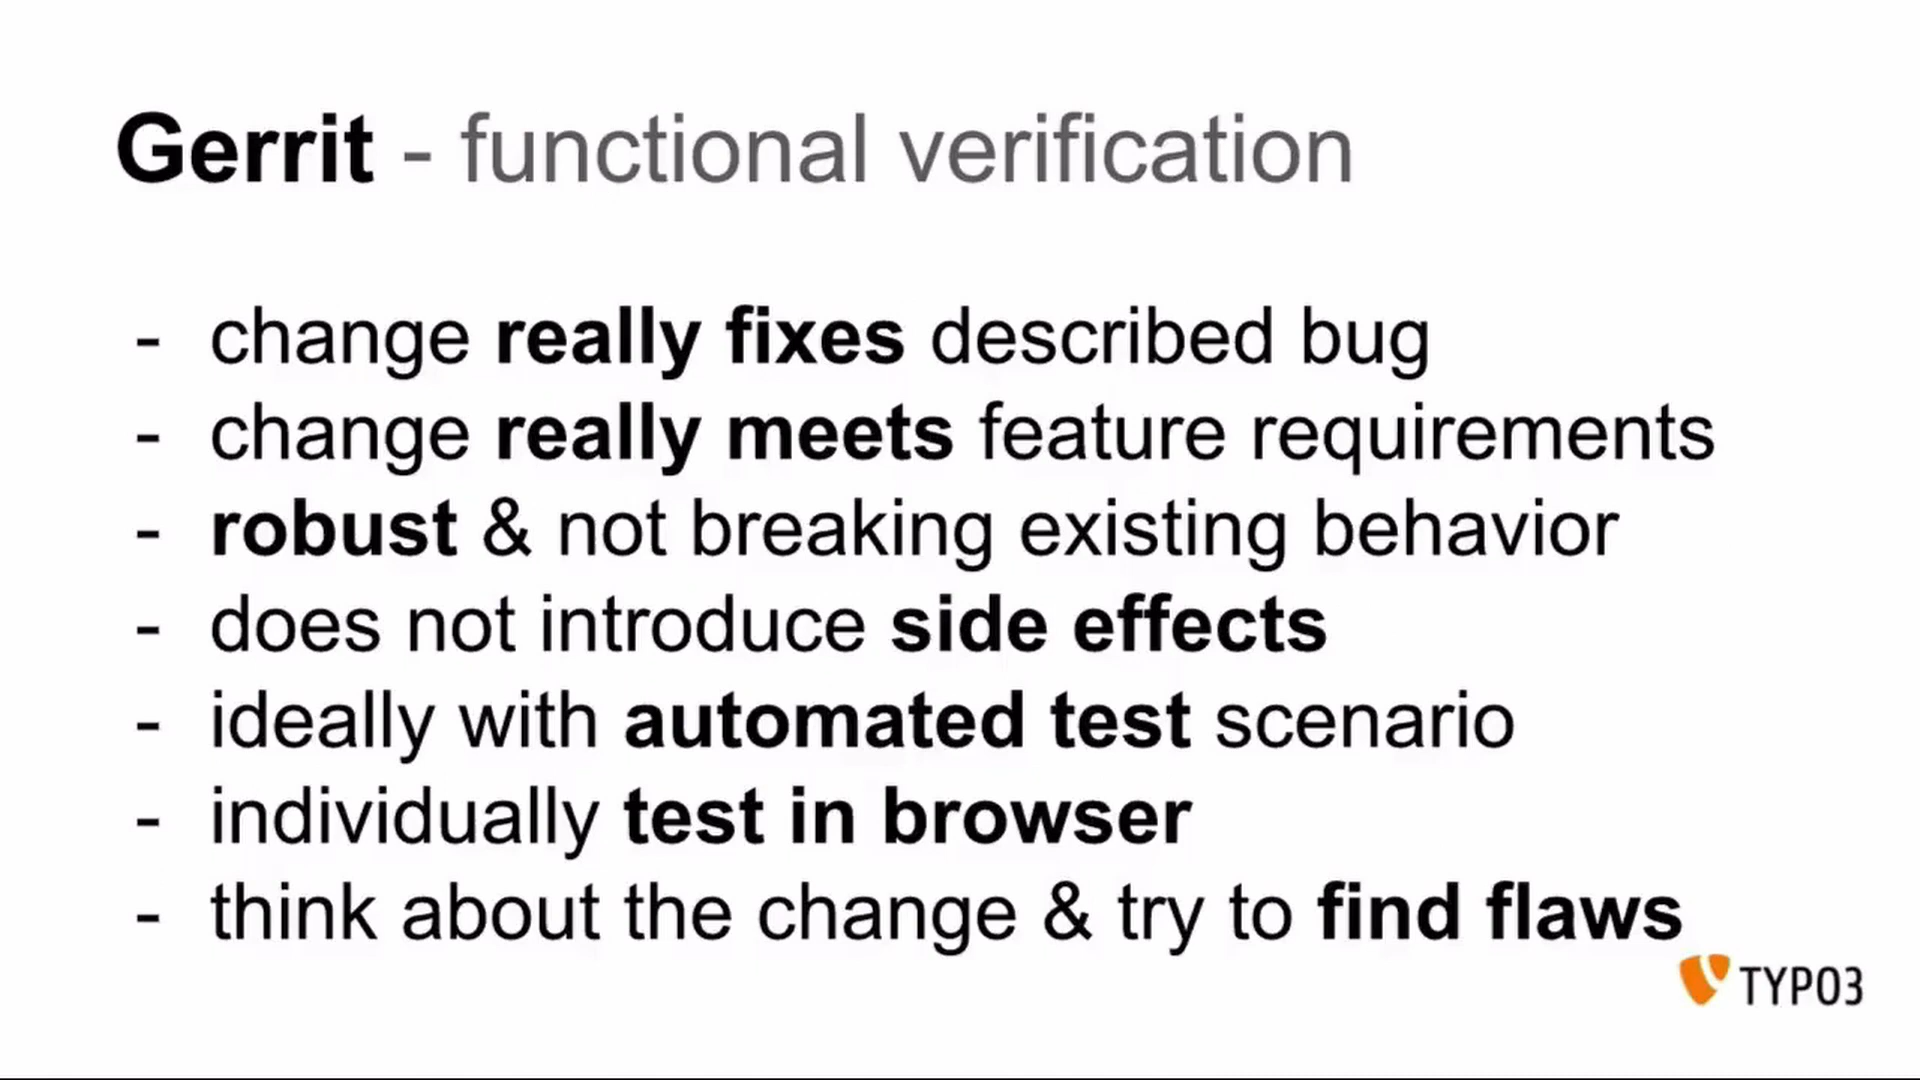 Gerrit - functional verification
- change really fixes described bug
- change really meets feature requirements
- robust & not breaking existing behavior
- does not introduce side effects
- ideally with automated test scenario
- individually test in browser
- think about the change & try to find flaws
TYPO3